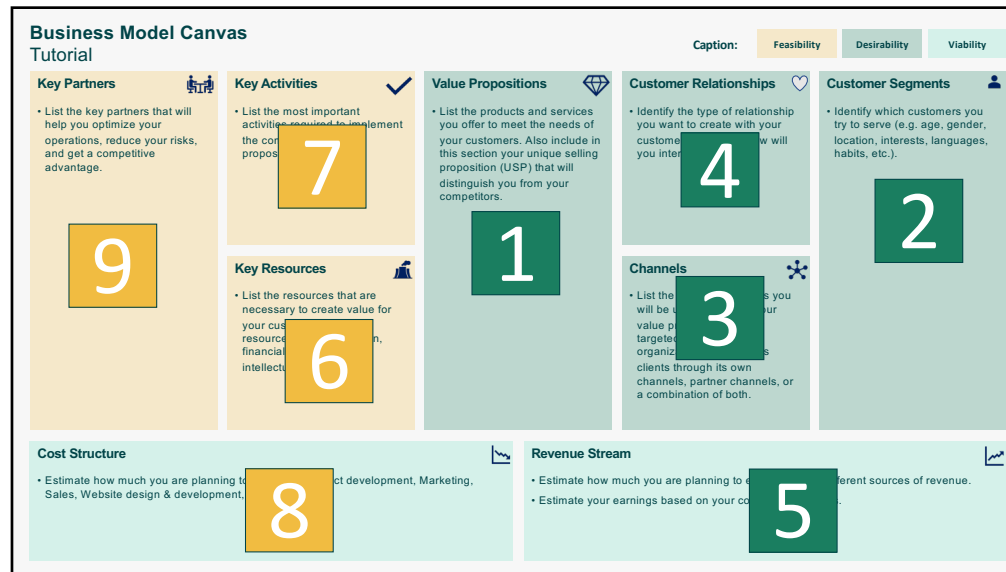 Business Model Canvas
Tutorial
Caption:
Feasibility
Desirability
Viability
Key Partners
• List the key partners that will
help you optimize your
operations, reduce your risks,
and get a competitive
advantage.
9
Key Activities
• List the most important
activities required to implement
the
propos
7
Key Resources
• List the resources that are
necessary to create value for
your
financial
6
Value Propositions
• List the products and services
you offer to meet the needs of
your customers. Also include in
this section your unique selling
proposition (USP) that will
distinguish you from your
competitors.
1
Customer Relationships
• Identify the type of relationship
you want to create with your
will
you
4
Channels
• List the you
will be
value
targeted
clients through its own
channels, partner channels, or
a combination of both.
3
Customer Segments
• Identify which customers you
try to serve (e.g. age, gender,
location, interests, languages,
habits, etc.).
2
Cost Structure
• Estimate how much you are planning to development, Marketing,
Sales, Website design & development,
8
Revenue Stream
• Estimate how much you are planning to sources of revenue.
• Estimate your earnings based on your
5